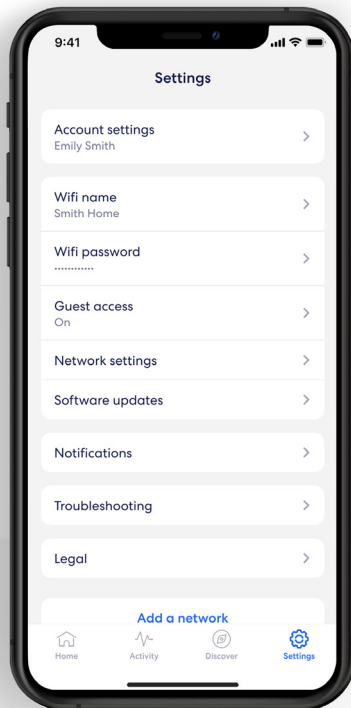 9:41
Settings
Account settings
Emily Smith
Wifi name
Smith Home
Wifi password
············
Guest access
On
Network settings
Software updates
Notifications
Troubleshooting
Legal
Add a network
Home
Activity
Discover
Settings